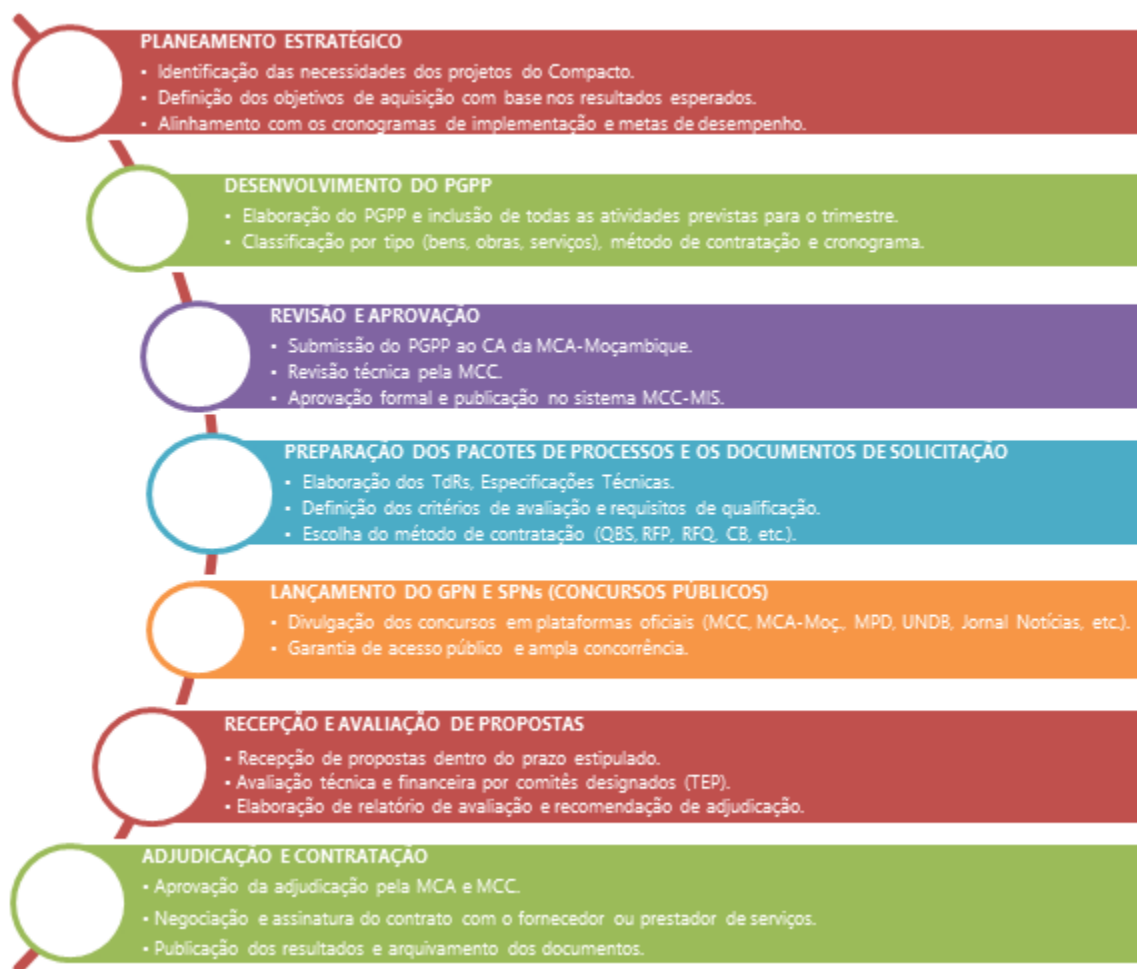 PLANEAMENTO ESTRATÉGICO
• Identificação das necessidades dos projetos do Compacto.
• Definição dos objetivos de aquisição com base nos resultados esperados.
• Alinhamento com os cronogramas de implementação e metas de desempenho.
DESENVOLVIMENTO DO PGPP
• Elaboração do PGPP e inclusão de todas as atividades previstas para o trimestre.
• Classificação por tipo (bens, obras, serviços), método de contratação e cronograma.
REVISÃO E APROVAÇÃO
• Submissão do PGPP ao CA da MCA-Moçambique.
• Revisão técnica pela MCC.
• Aprovação formal e publicação no sistema MCC-MIS.
PREPARAÇÃO DOS PACOTES DE PROCESSOS E OS DOCUMENTOS DE SOLICITAÇÃO
• Elaboração dos TdRs, Especificações Técnicas.
• Definição dos critérios de avaliação e requisitos de qualificação.
• Escolha do método de contratação (QBS, RFP, RFQ, CB, etc.).
LANÇAMENTO DO GPN E SPNs (CONCURSOS PÚBLICOS)
• Divulgação dos concursos em plataformas oficiais (MCC, MCA-Moç., MPD, UNDB, Jornal Notícias, etc.).
• Garantia de acesso público e ampla concorrência.
RECEPÇÃO E AVALIAÇÃO DE PROPOSTAS
• Recepção de propostas dentro do prazo estipulado.
• Avaliação técnica e financeira por comitês designados (TEP).
• Elaboração de relatório de avaliação e recomendação de adjudicação.
ADJUDICAÇÃO E CONTRATAÇÃO
• Aprovação da adjudicação pela MCA e MCC.
• Negociação e assinatura do contrato com o fornecedor ou prestador de serviços.
• Publicação dos resultados e arquivamento dos documentos.